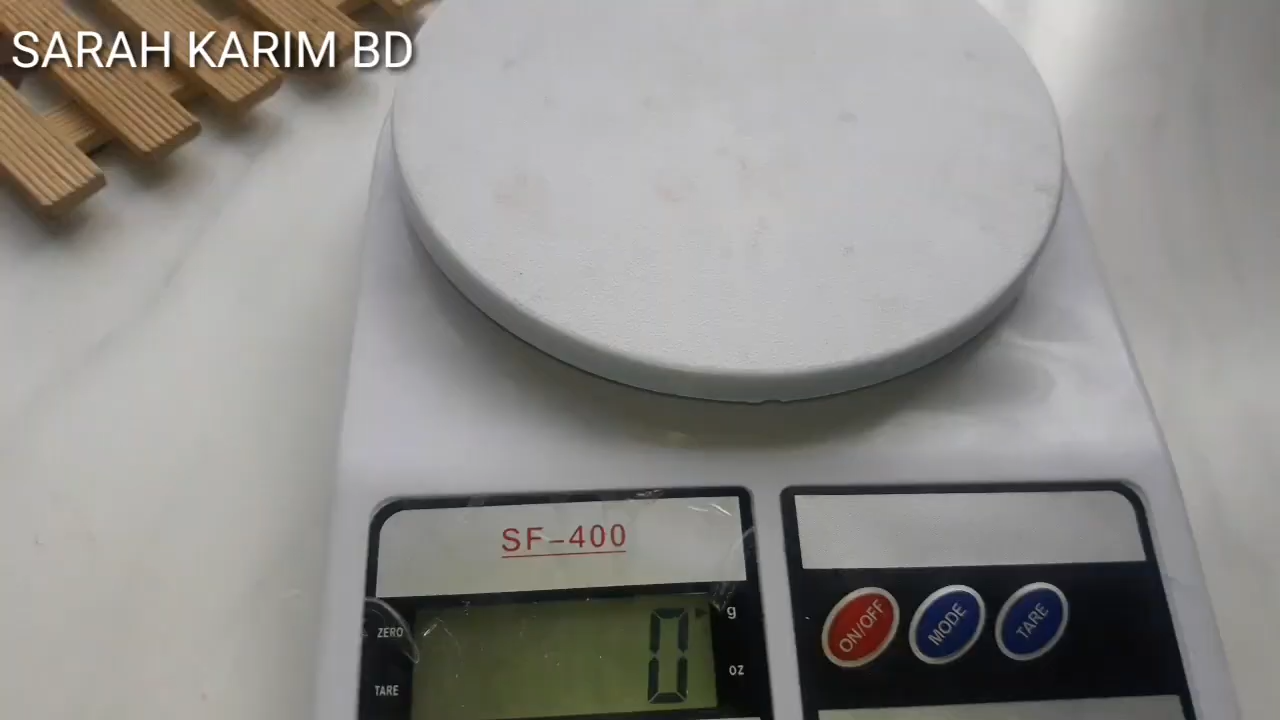 SARAH KARIM BD
SF-400
ZERO
TARE
0
g
oz
ON/OFF
MODE
TARE